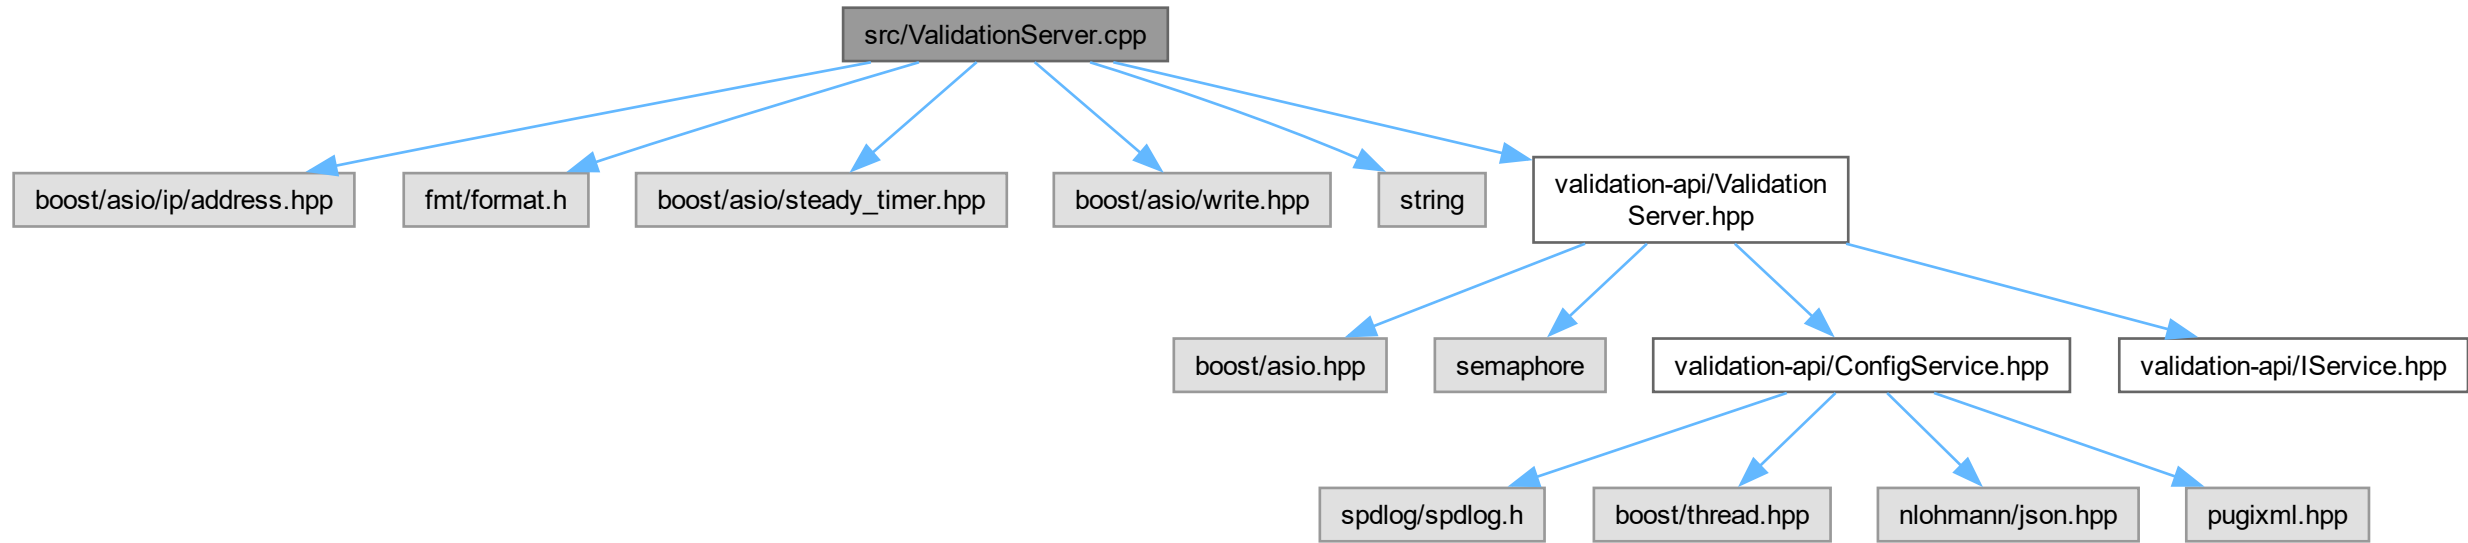 src/ValidationServer.cpp
boost/asio/ip/address.hpp
fmt/format.h
boost/asio/steady_timer.hpp
boost/asio/write.hpp
string
validation-api/Validation
Server.hpp
boost/asio.hpp
semaphore
validation-api/ConfigService.hpp
validation-api/IService.hpp
spdlog/spdlog.h
boost/thread.hpp
nlohmann/json.hpp
pugixml.hpp